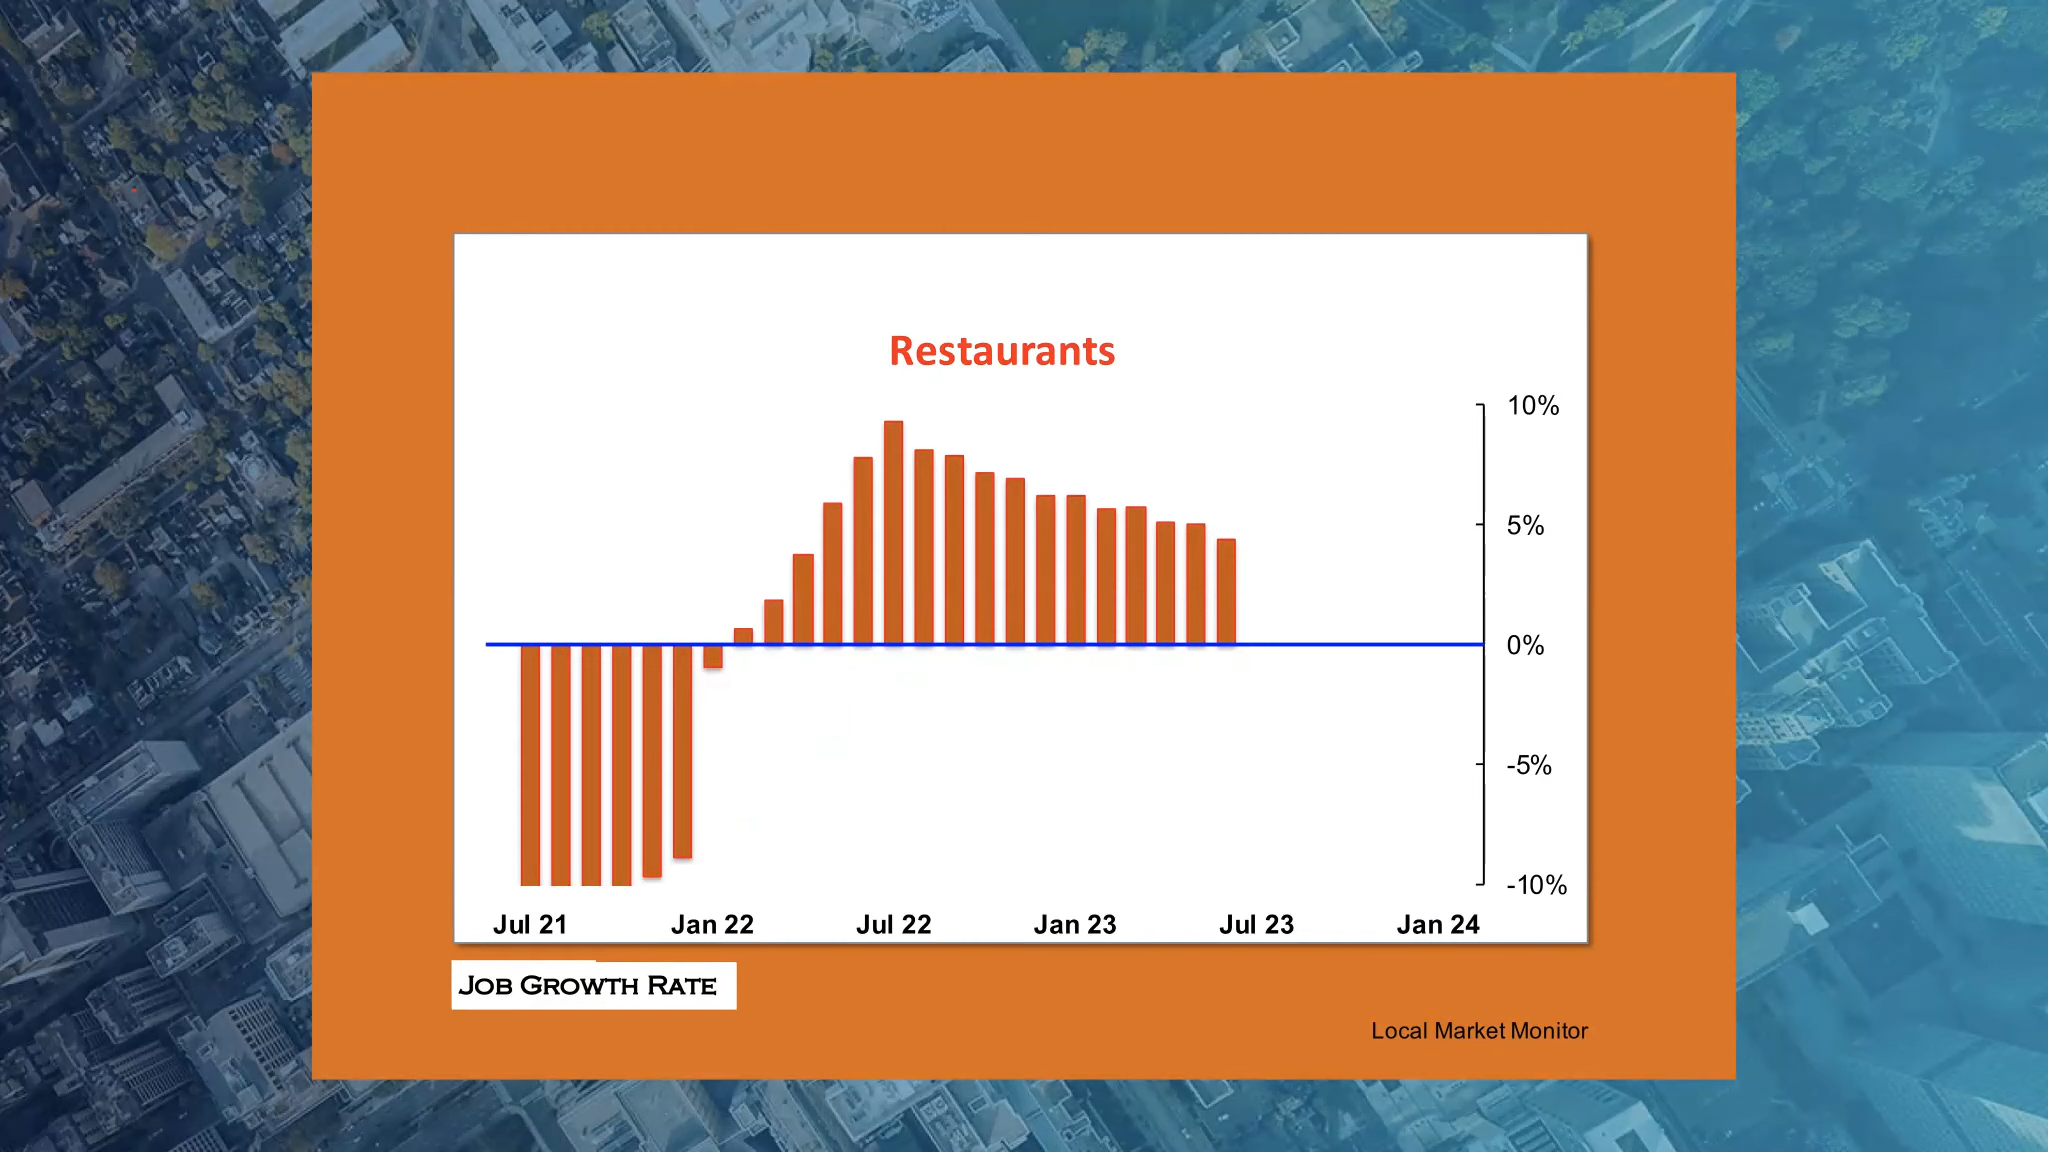 Restaurants
10%
5%
0%
-5%
-10%
Jul 21 Jan 22 Jul 22 Jan 23 Jul 23 Jan 24
Job Growth Rate
Local Market Monitor